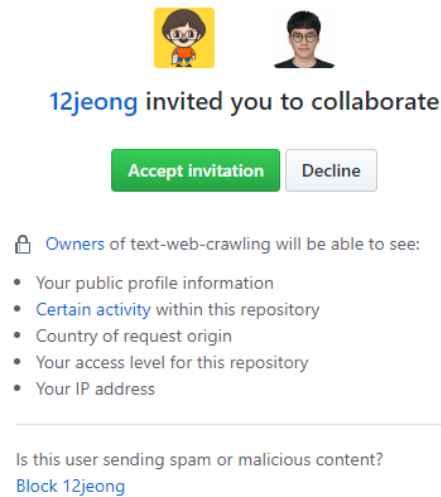 12jeong invited you to collaborate
Accept invitation
Decline
Owners of text-web-crawling will be able to see:
• Your public profile information
• Certain activity within this repository
• Country of request origin
• Your access level for this repository
• Your IP address
Is this user sending spam or malicious content?
Block 12jeong